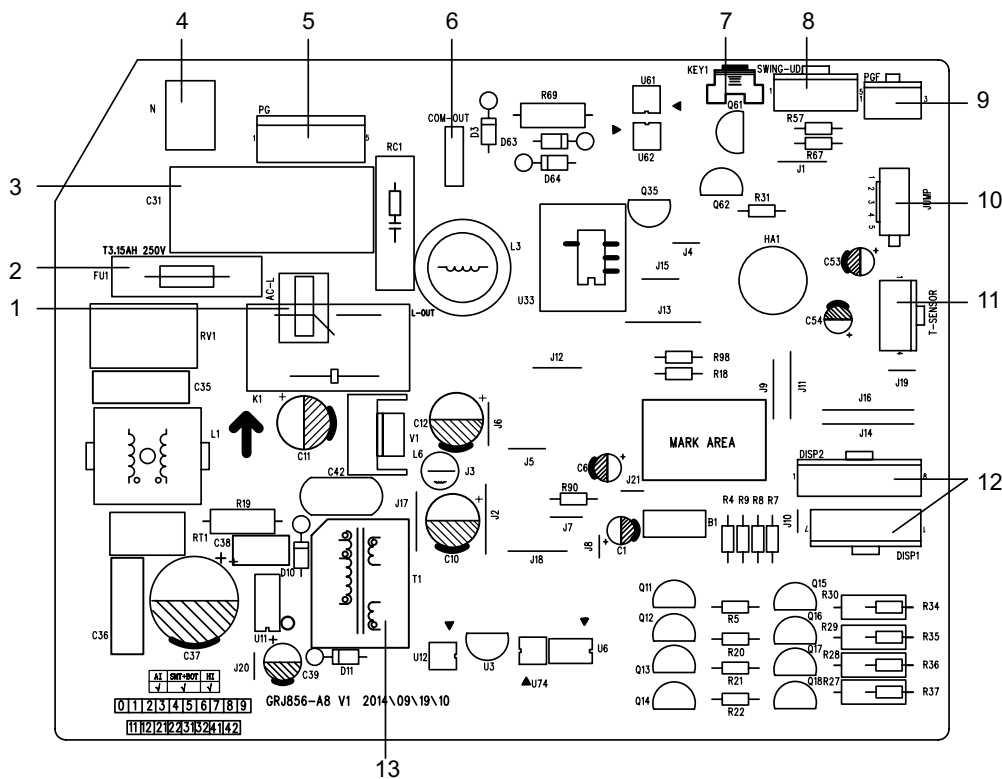 4 5 6 7 8
KEY1 SWING-UD PGF
N
PG
1 5
COM-OUT
D3
D63
R69
D64
U61
U62
Q61
1 5
1 3
9
R57
R67
J1
3
C31
RC1
Q35
Q62
R31
1 2 3 4 5
JUMP
10
2
T3.15AH 250V
FU1
L3
U33
J4
J15
J13
HA1
C53
C54
1
T-SENSOR
11
1
AC-L
L-OUT
RV1
K1
C35
J12
R98
R18
J9
J11
J19
J16
J14
L1
C11
V1
C12
J6
L6
J3
J5
C6
J21
MARK AREA
DISP2
1 8
12
C42
J17
R19
RT1
C38
D10
C10
J2
R90
J7
J18
J8
C1
B1
R4 R9 R8 R7
J10
7 1
DISP1
T1
C36
C37
U11
J20
C39
D11
U12
U3
U74
U6
Q11
Q12
Q13
Q14
R5
R20
R21
R22
Q15
Q16
Q17
Q18
R30
R29
R28
R27
R34
R35
R36
R37
AI SMT+BOT HI
√ √ √
GRJ856-A8 V1 2014\09\19\10
0 1 2 3 4 5 6 7 8 9
11 12 21 22 31 32 41 42
13